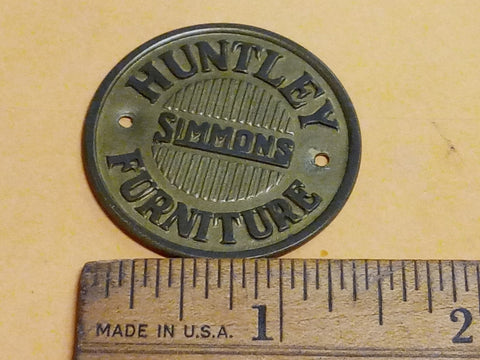 HUNTLEY
SIMMONS
FURNITURE
MADE IN U.S.A. 1 2